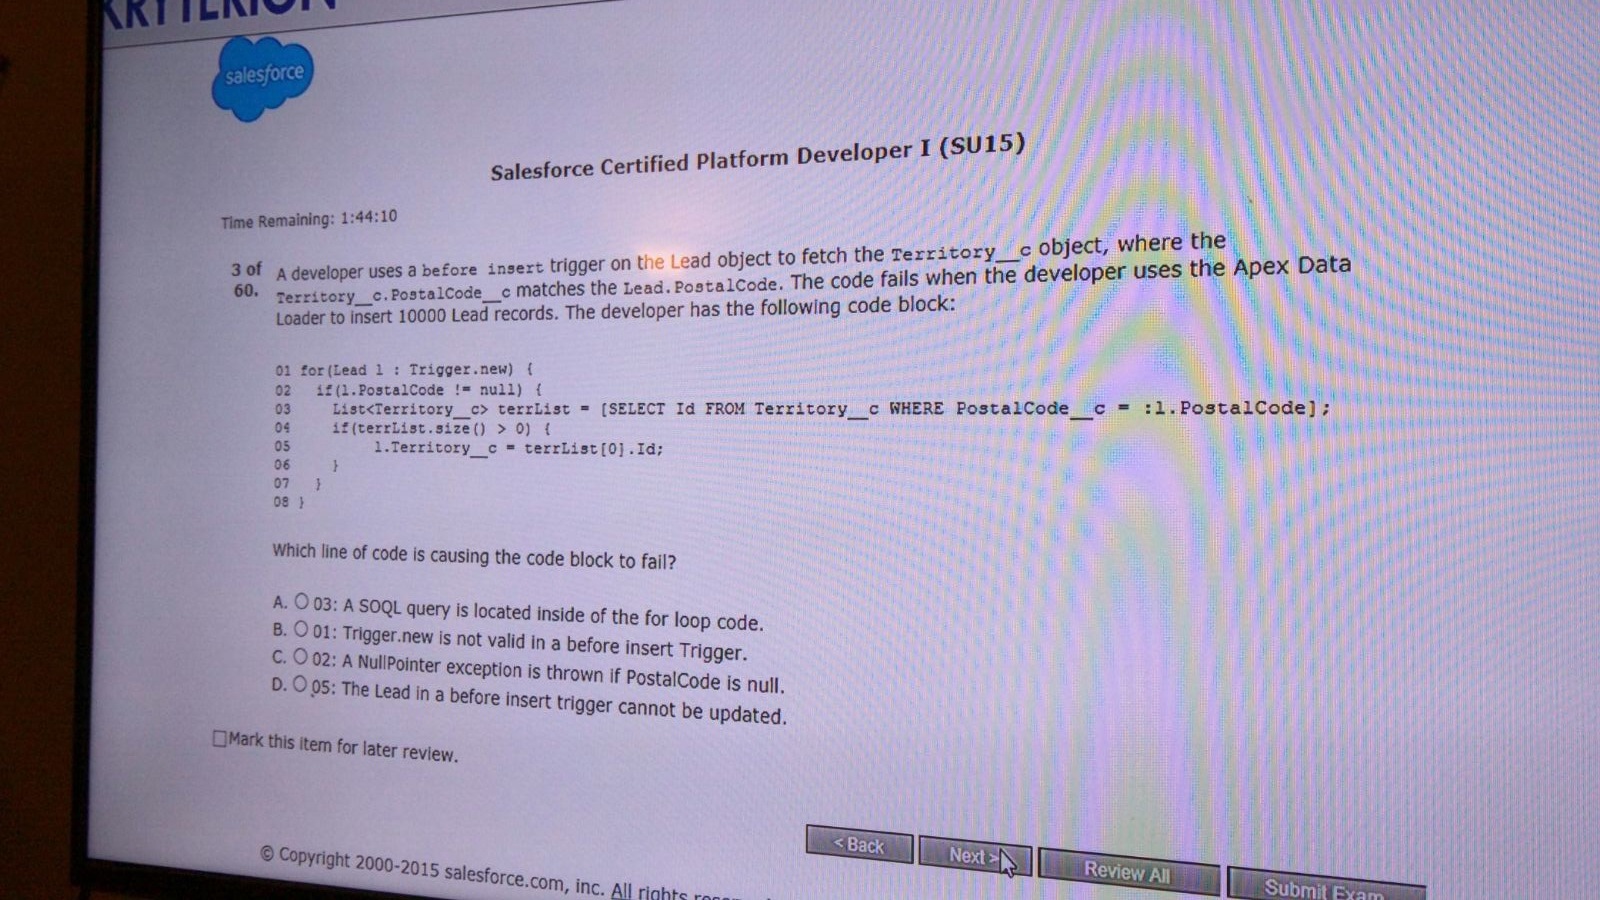 KRYTERION
salesforce
Salesforce Certified Platform Developer I (SU15)
Time Remaining: 1:44:10
3 of 60.
A developer uses a before insert trigger on the Lead object to fetch the Territory__c object, where the
Territory__c.PostalCode__c matches the Lead.PostalCode. The code fails when the developer uses the Apex Data
Loader to insert 10000 Lead records. The developer has the following code block:
01 for(Lead l : Trigger.new) {
02 if(l.PostalCode != null) {
03 List<Territory__c> terrList = [SELECT Id FROM Territory__c WHERE PostalCode__c = :l.PostalCode];
04 if(terrList.size() > 0) {
05 l.Territory__c = terrList[0].Id;
06 }
07 }
08 }
Which line of code is causing the code block to fail?
A. 03: A SOQL query is located inside of the for loop code.
B. 01: Trigger.new is not valid in a before insert Trigger.
C. 02: A NullPointer exception is thrown if PostalCode is null.
D. 05: The Lead in a before insert trigger cannot be updated.
Mark this item for later review.
< Back
Next >
Review All
Submit Exam
© Copyright 2000-2015 salesforce.com, inc. All rights